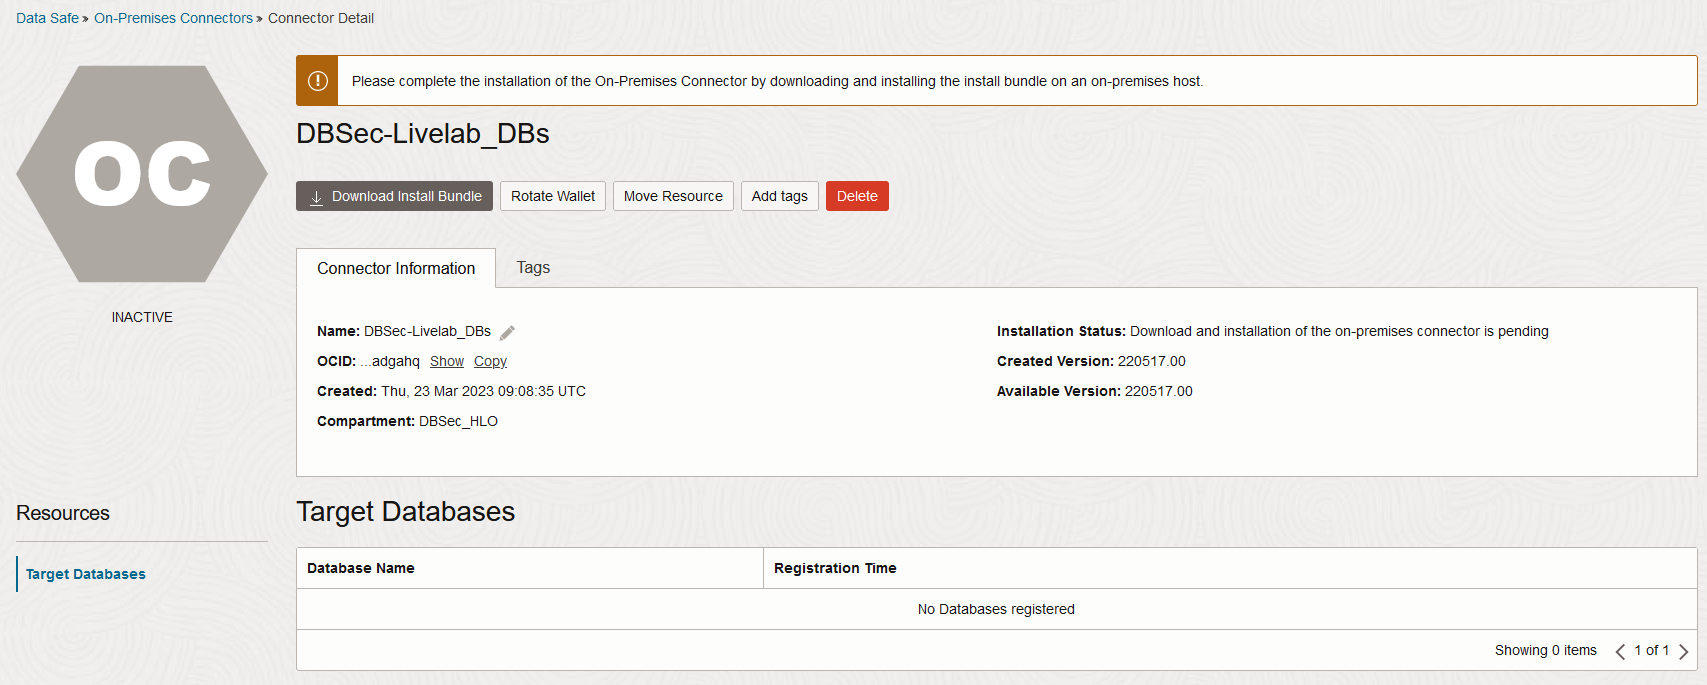 Data Safe » On-Premises Connectors » Connector Detail
OC
INACTIVE
Please complete the installation of the On-Premises Connector by downloading and installing the install bundle on an on-premises host.
DBSec-Livelab_DBs
Download Install Bundle Rotate Wallet Move Resource Add tags Delete
Connector Information Tags
Name: DBSec-Livelab_DBs
OCID: ...adgahq Show Copy
Created: Thu, 23 Mar 2023 09:08:35 UTC
Compartment: DBSec_HLO
Installation Status: Download and installation of the on-premises connector is pending
Created Version: 220517.00
Available Version: 220517.00
Resources
Target Databases
Target Databases
Database Name Registration Time
No Databases registered
Showing 0 items 1 of 1